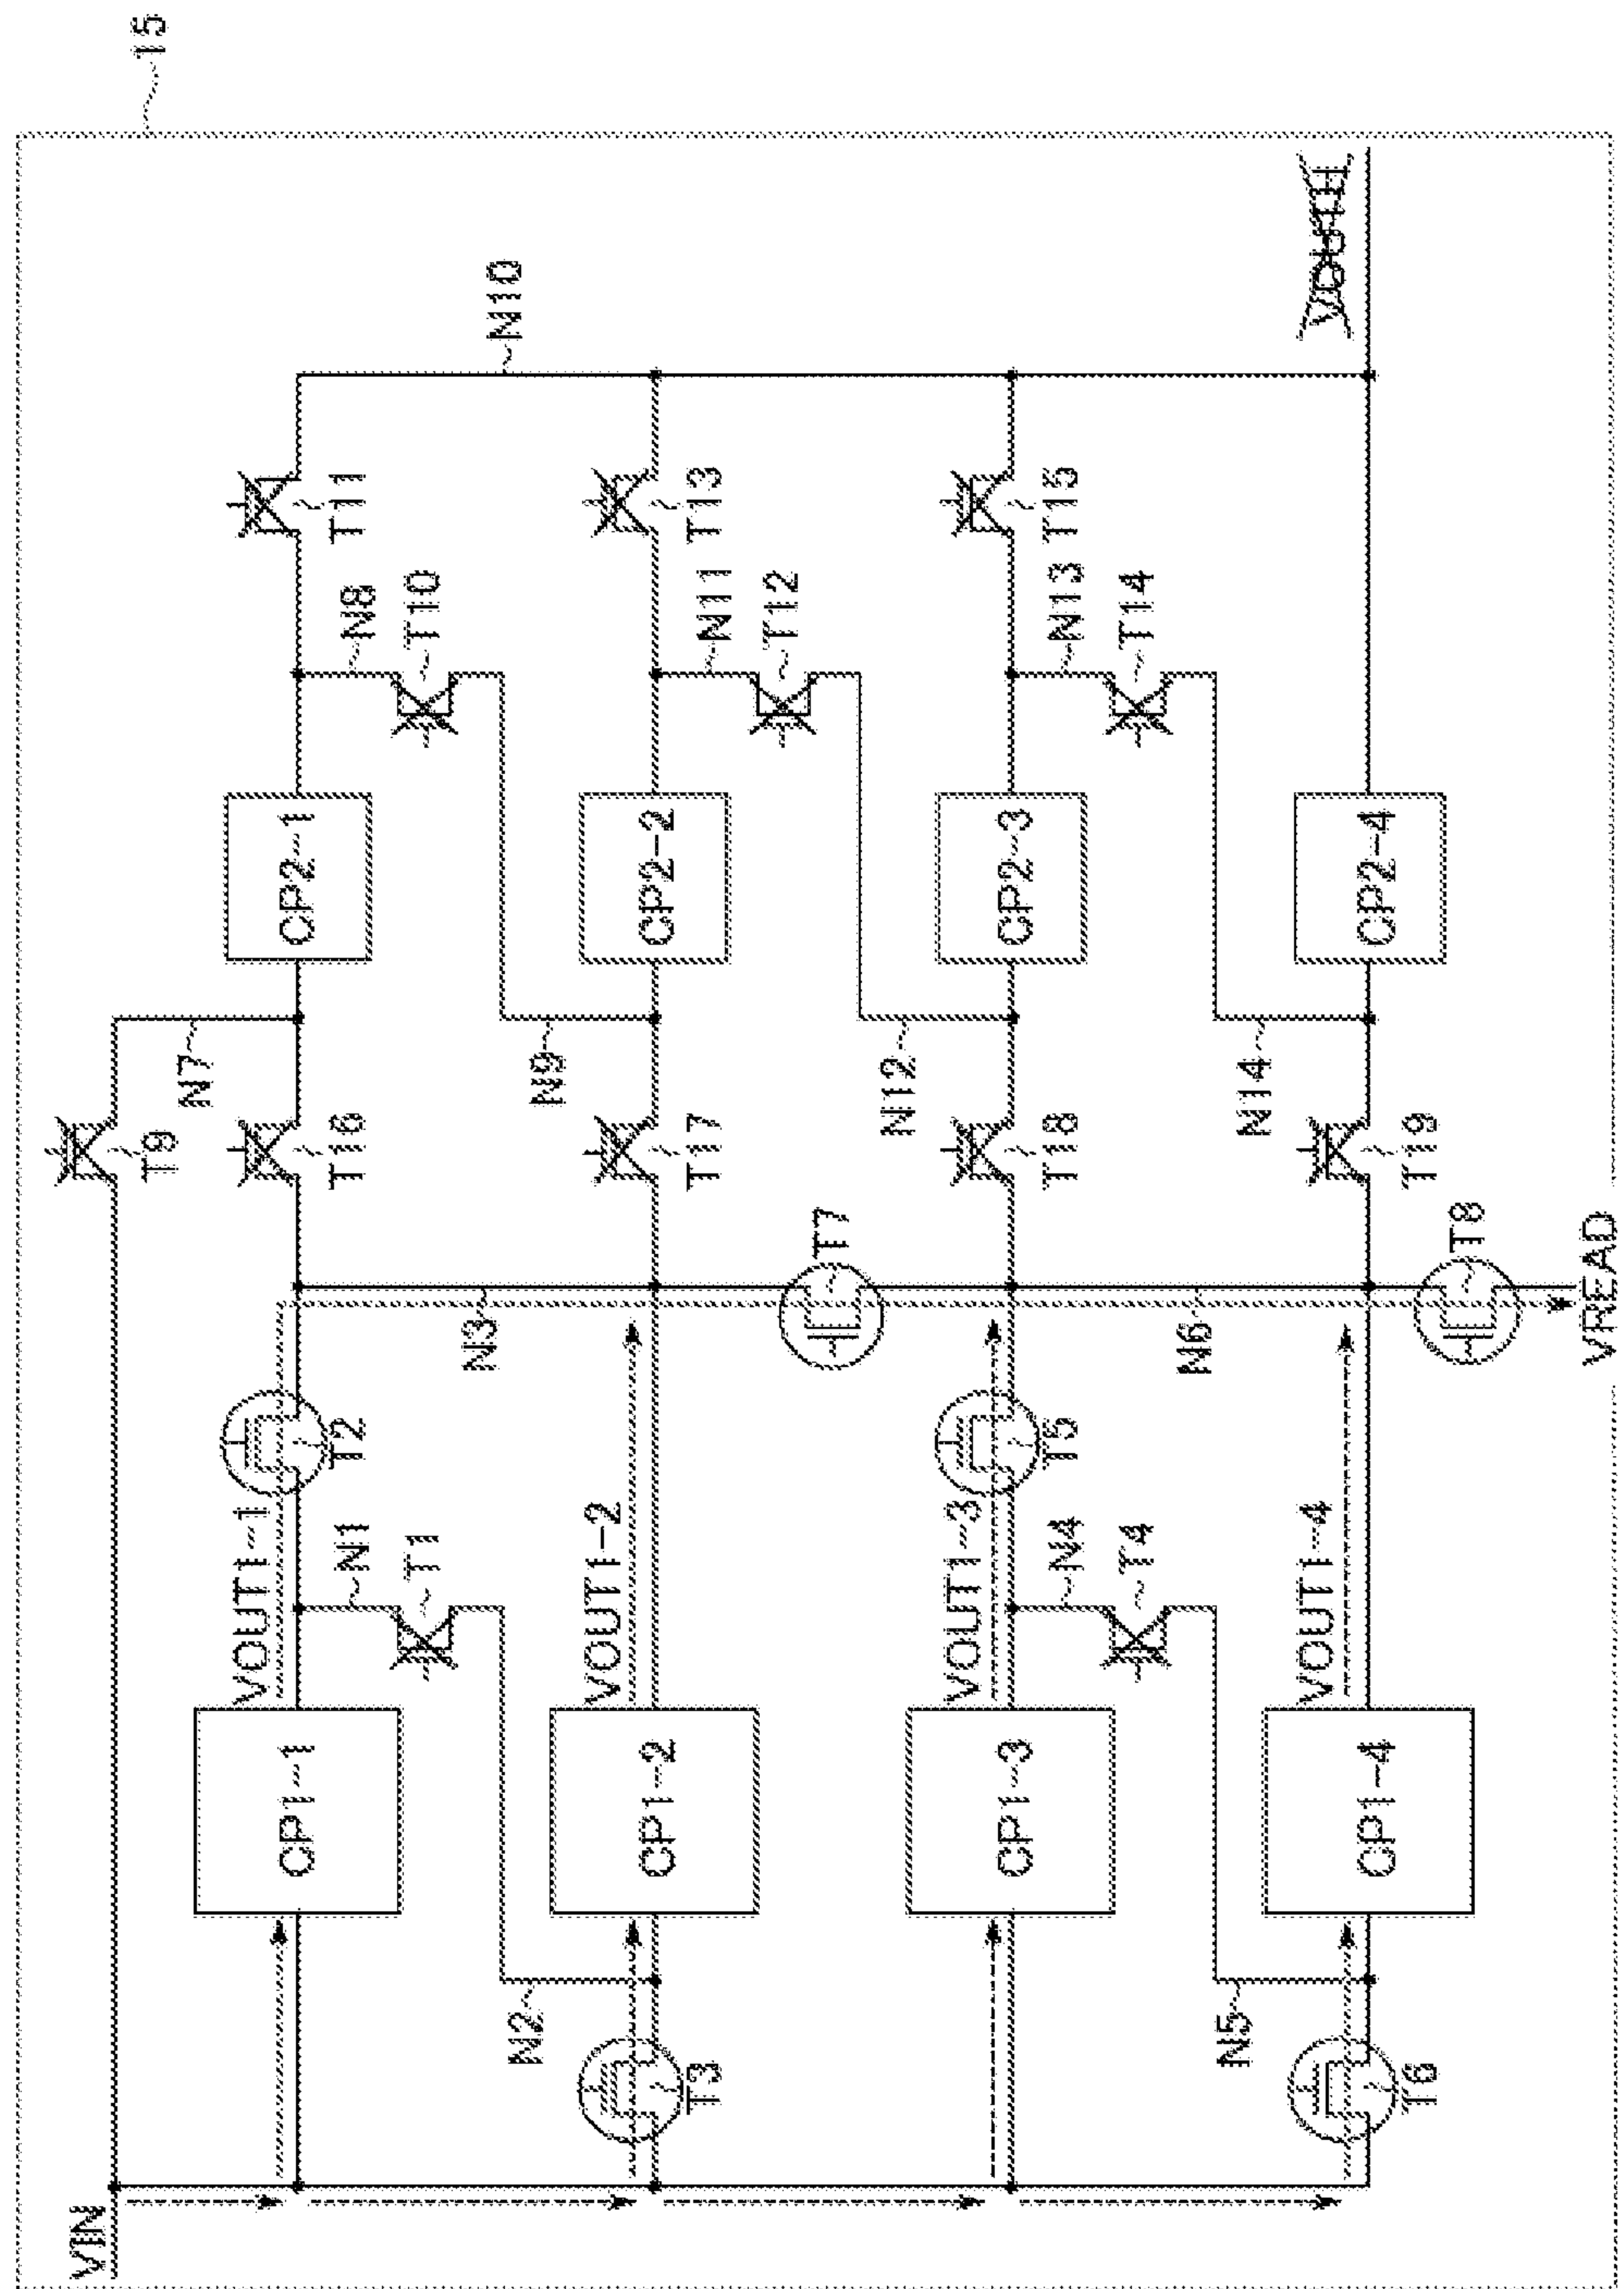 15
VIN
T9
N7
VOUT1-1
T2
T16
CP1-1
CP2-1
T11
N10
N1
T1
N8
T10
N2
N3
N9
VOUT1-2
T3
CP1-2
T17
CP2-2
T13
T7
N11
T12
N12
VOUT1-3
CP1-3
T5
T18
CP2-3
T15
N4
T4
N13
T14
N5
N6
N14
VOUT1-4
T6
CP1-4
T19
CP2-4
VOUTH
T8
VREAD